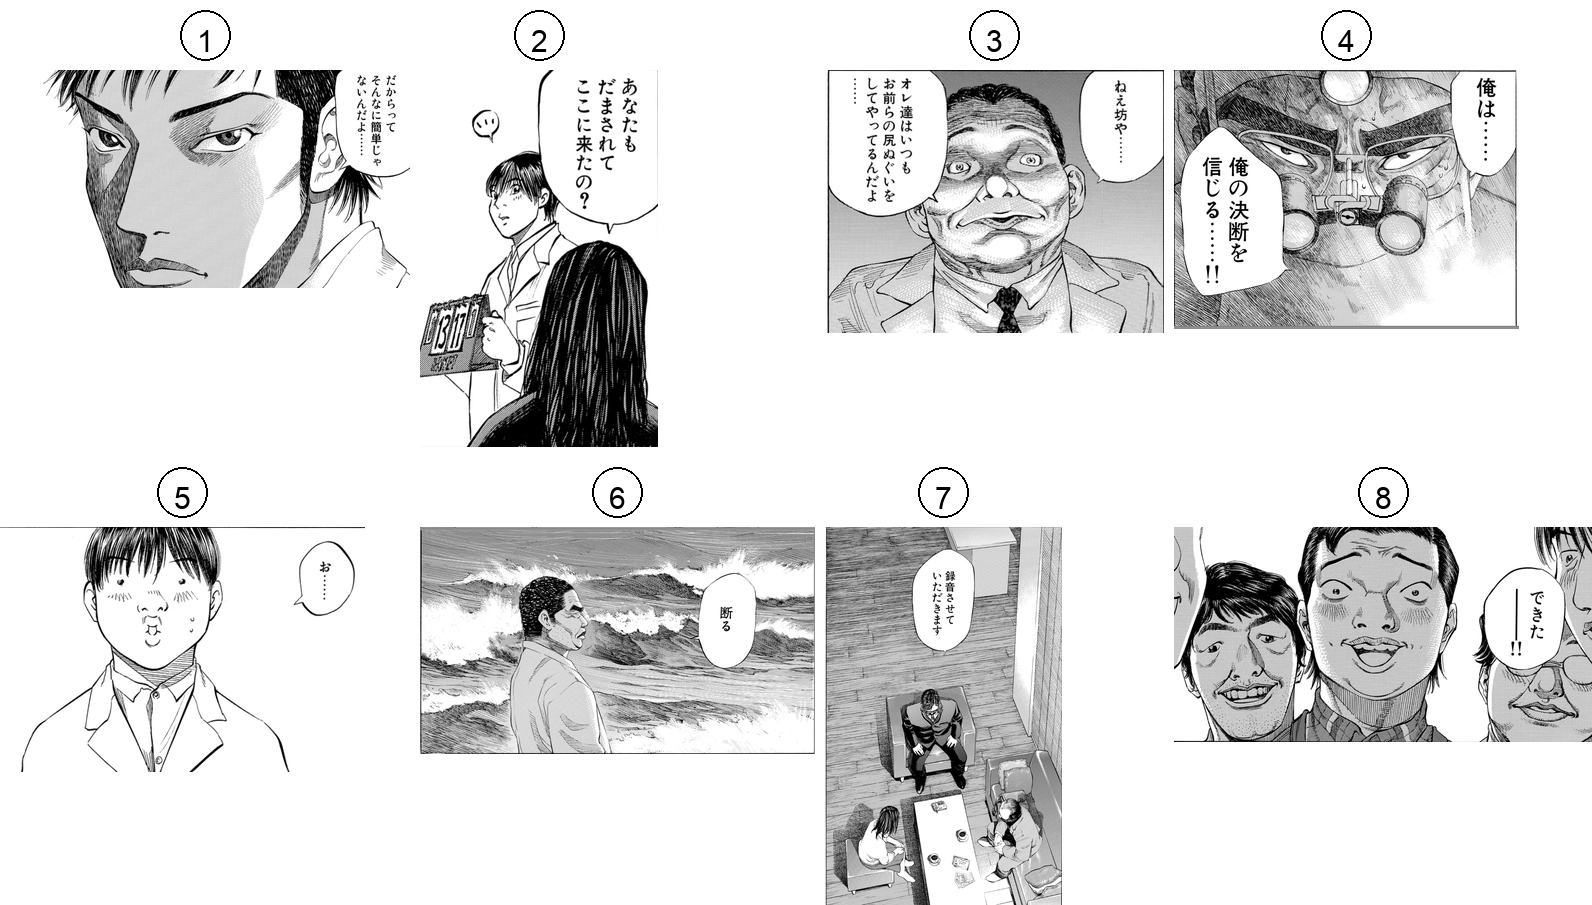 1
だからって
そんなに簡単じゃ
ないんだよ……
2
あなたも
だまされて
ここに来たの？
13 17
3
ねえ坊や……
オレ達はいつも
お前らの尻ぬぐいを
してやってるんだよ
……
4
俺は……
俺の決断を
信じる……!!
5
お……
6
断る
7
録音させて
いただきます
8
できた
——!!